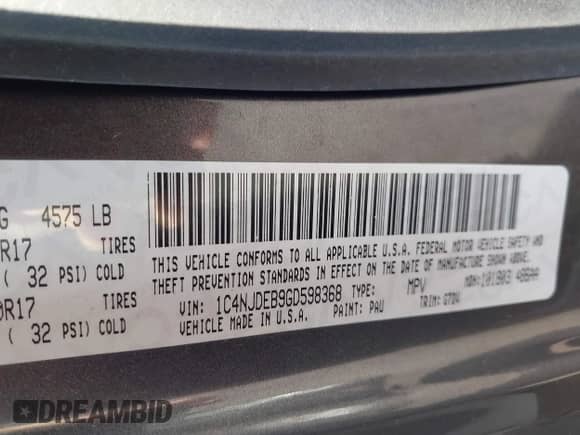 G 4575 LB
R17 TIRES
( 32 PSI) COLD
R17 TIRES
( 32 PSI) COLD
THIS VEHICLE CONFORMS TO ALL APPLICABLE U.S.A. FEDERAL MOTOR VEHICLE SAFETY AND
THEFT PREVENTION STANDARDS IN EFFECT ON THE DATE OF MANUFACTURE SHOWN ABOVE.
VIN: 1C4NJDEB9GD598368 TYPE: MPV MDH:
VEHICLE MADE IN U.S.A. PAINT: PAU TRIM:
DREAMBID